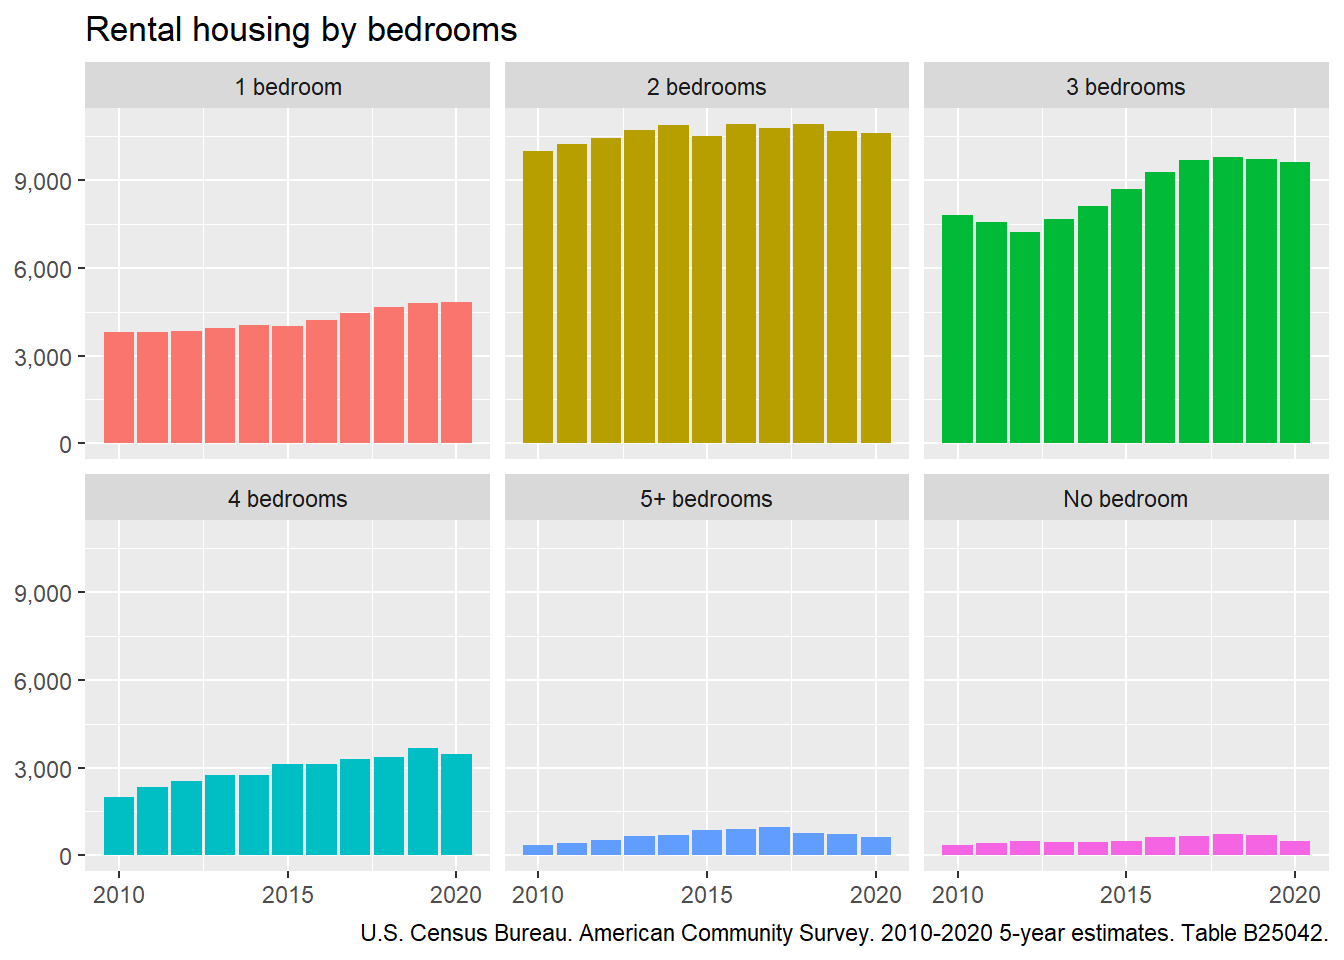 Rental housing by bedrooms
1 bedroom
2 bedrooms
3 bedrooms
9,000
6,000
3,000
0
4 bedrooms
5+ bedrooms
No bedroom
9,000
6,000
3,000
0
2010 2015 2020
2010 2015 2020
2010 2015 2020
U.S. Census Bureau. American Community Survey. 2010-2020 5-year estimates. Table B25042.